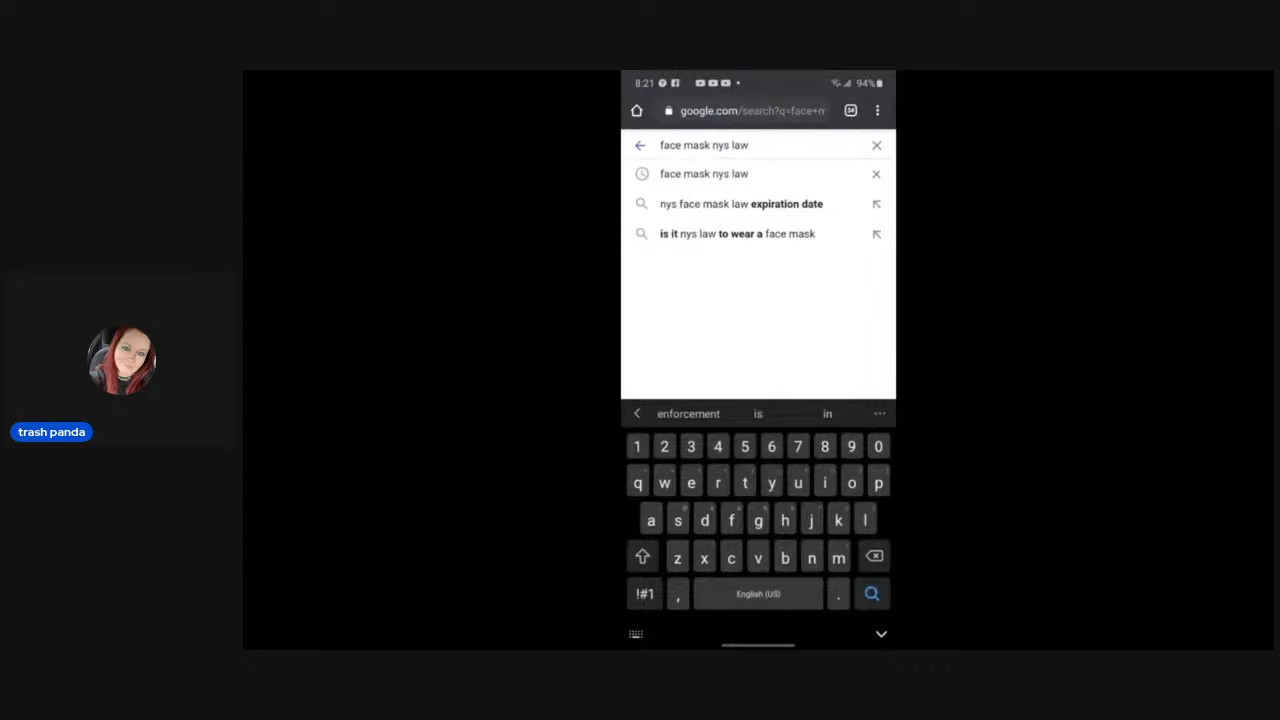 8:21
94%
google.com/search?q=face+m
34
face mask nys law
face mask nys law
nys face mask law expiration date
is it nys law to wear a face mask
enforcement is in
1 2 3 4 5 6 7 8 9 0
q w e r t y u i o p
a s d f g h j k l
z x c v b n m
!#1 , English (US) .
trash panda